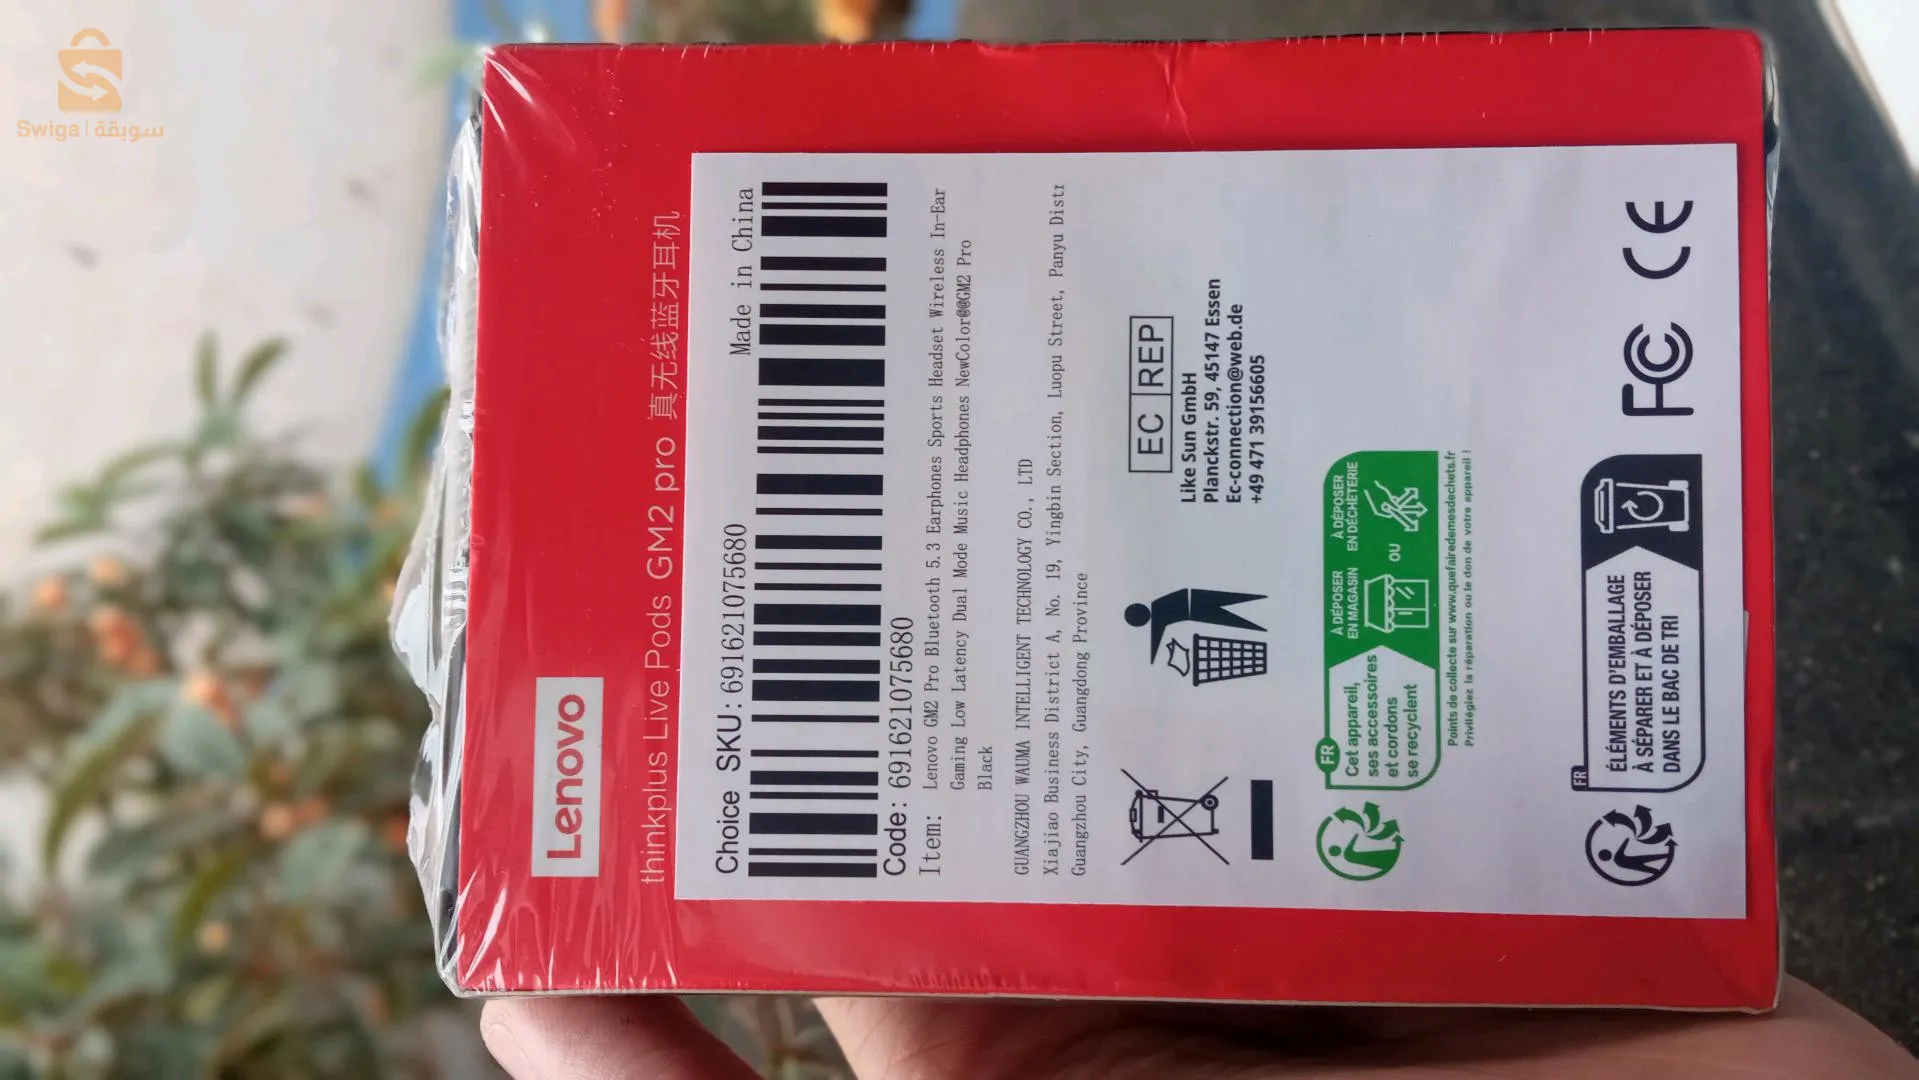 Swiga | سويقة
Lenovo
thinkplus Live Pods GM2 pro 真无线蓝牙耳机
Made in China
Choice SKU:691621075680
Code: 691621075680
Item: Lenovo GM2 Pro Bluetooth 5.3 Earphones Sports Headset Wireless In-Ear
Gaming Low Latency Dual Mode Music Headphones NewColor@@GM2 Pro
Black
GUANGZHOU WAUMA INTELLIGENT TECHNOLOGY CO., LTD
Xiajiao Business District A, No. 19, Yingbin Section, Luopu Street, Panyu Distr
Guangzhou City, Guangdong Province
EC REP
Like Sun GmbH
Planckstr. 59, 45147 Essen
Ec-connection@web.de
+49 471 39156605
FR
Cet appareil,
ses accessoires
et cordons
se recyclent
À DÉPOSER
EN MAGASIN
OU
À DÉPOSER
EN DÉCHÈTERIE
Points de collecte sur www.quefairedemesdechets.fr
Privilégiez la réparation ou le don de votre appareil !
FR
ÉLÉMENTS D'EMBALLAGE
À SÉPARER ET À DÉPOSER
DANS LE BAC DE TRI
FC CE